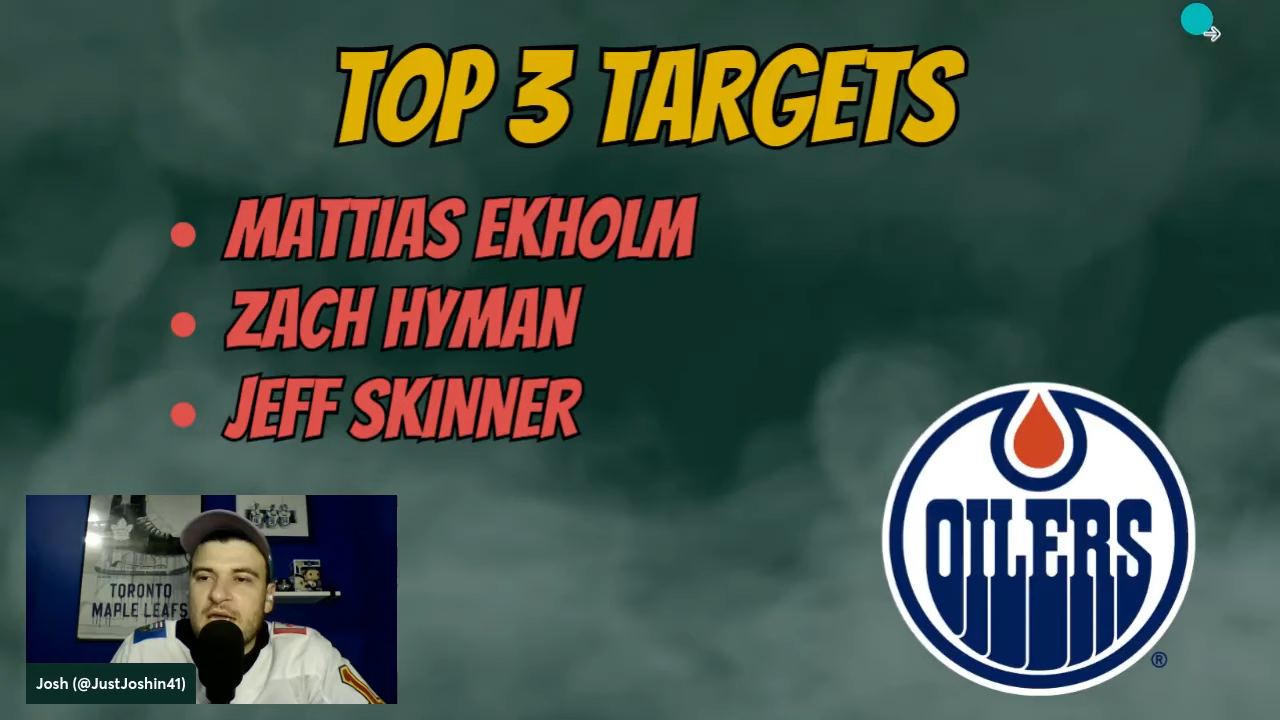 TOP 3 TARGETS
• MATTIAS EKHOLM
• ZACH HYMAN
• JEFF SKINNER
OILERS
®
TORONTO
MAPLE LEAFS
Josh (@JustJoshin41)